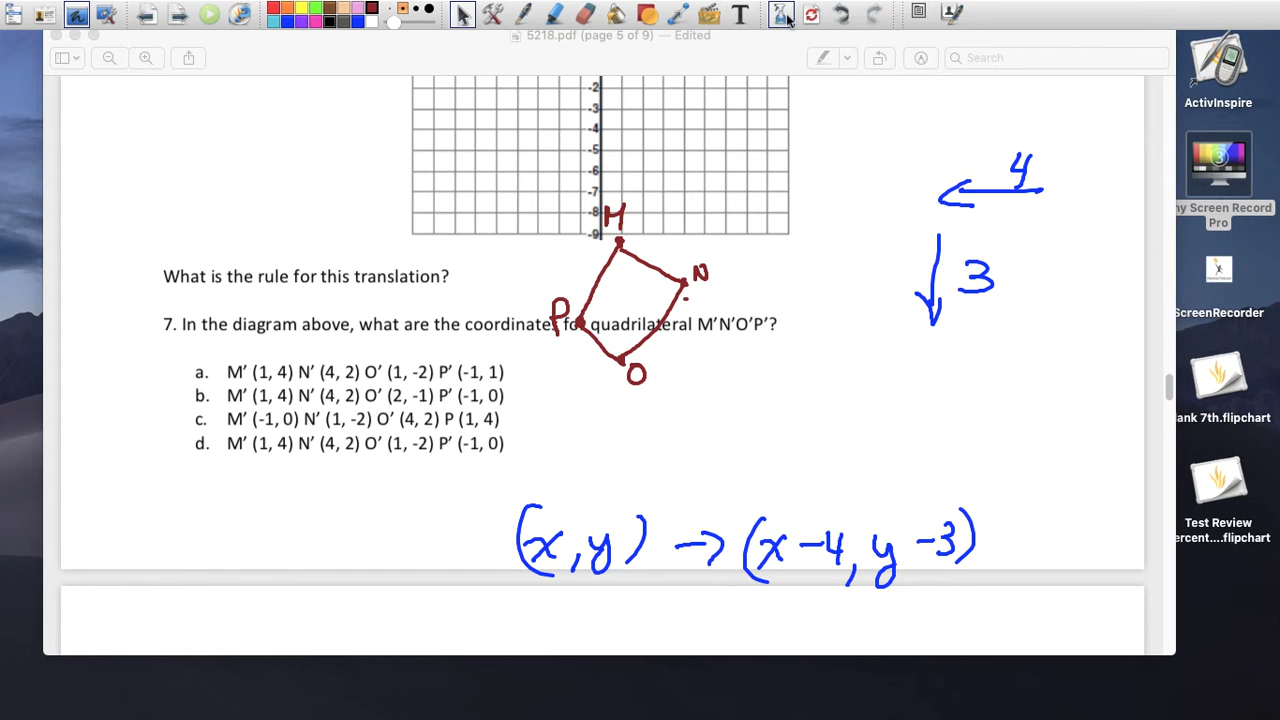 T
5218.pdf (page 5 of 9) — Edited
Search
-2
-3
-4
-5
-6
-7
-8
-9
4
3
M
N
P
O
What is the rule for this translation?
7. In the diagram above, what are the coordinates for quadrilateral M’N’O’P’?
a. M’ (1, 4) N’ (4, 2) O’ (1, -2) P’ (-1, 1)
b. M’ (1, 4) N’ (4, 2) O’ (2, -1) P’ (-1, 0)
c. M’ (-1, 0) N’ (1, -2) O’ (4, 2) P (1, 4)
d. M’ (1, 4) N’ (4, 2) O’ (1, -2) P’ (-1, 0)
(x, y) → (x-4, y-3)
ActivInspire
3
ny Screen Record
Pro
ScreenRecorder
lank 7th.flipchart
Test Review
ercent....flipchart